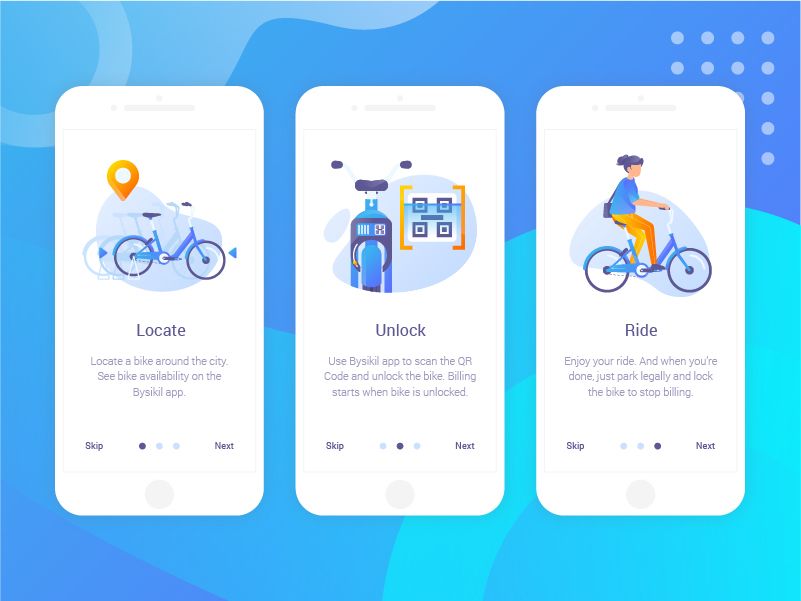 Locate
Locate a bike around the city.
See bike availability on the
Bysikil app.
Skip
Next
Unlock
Use Bysikil app to scan the QR
Code and unlock the bike. Billing
starts when bike is unlocked.
Skip
Next
Ride
Enjoy your ride. And when you're
done, just park legally and lock
the bike to stop billing.
Skip
Next